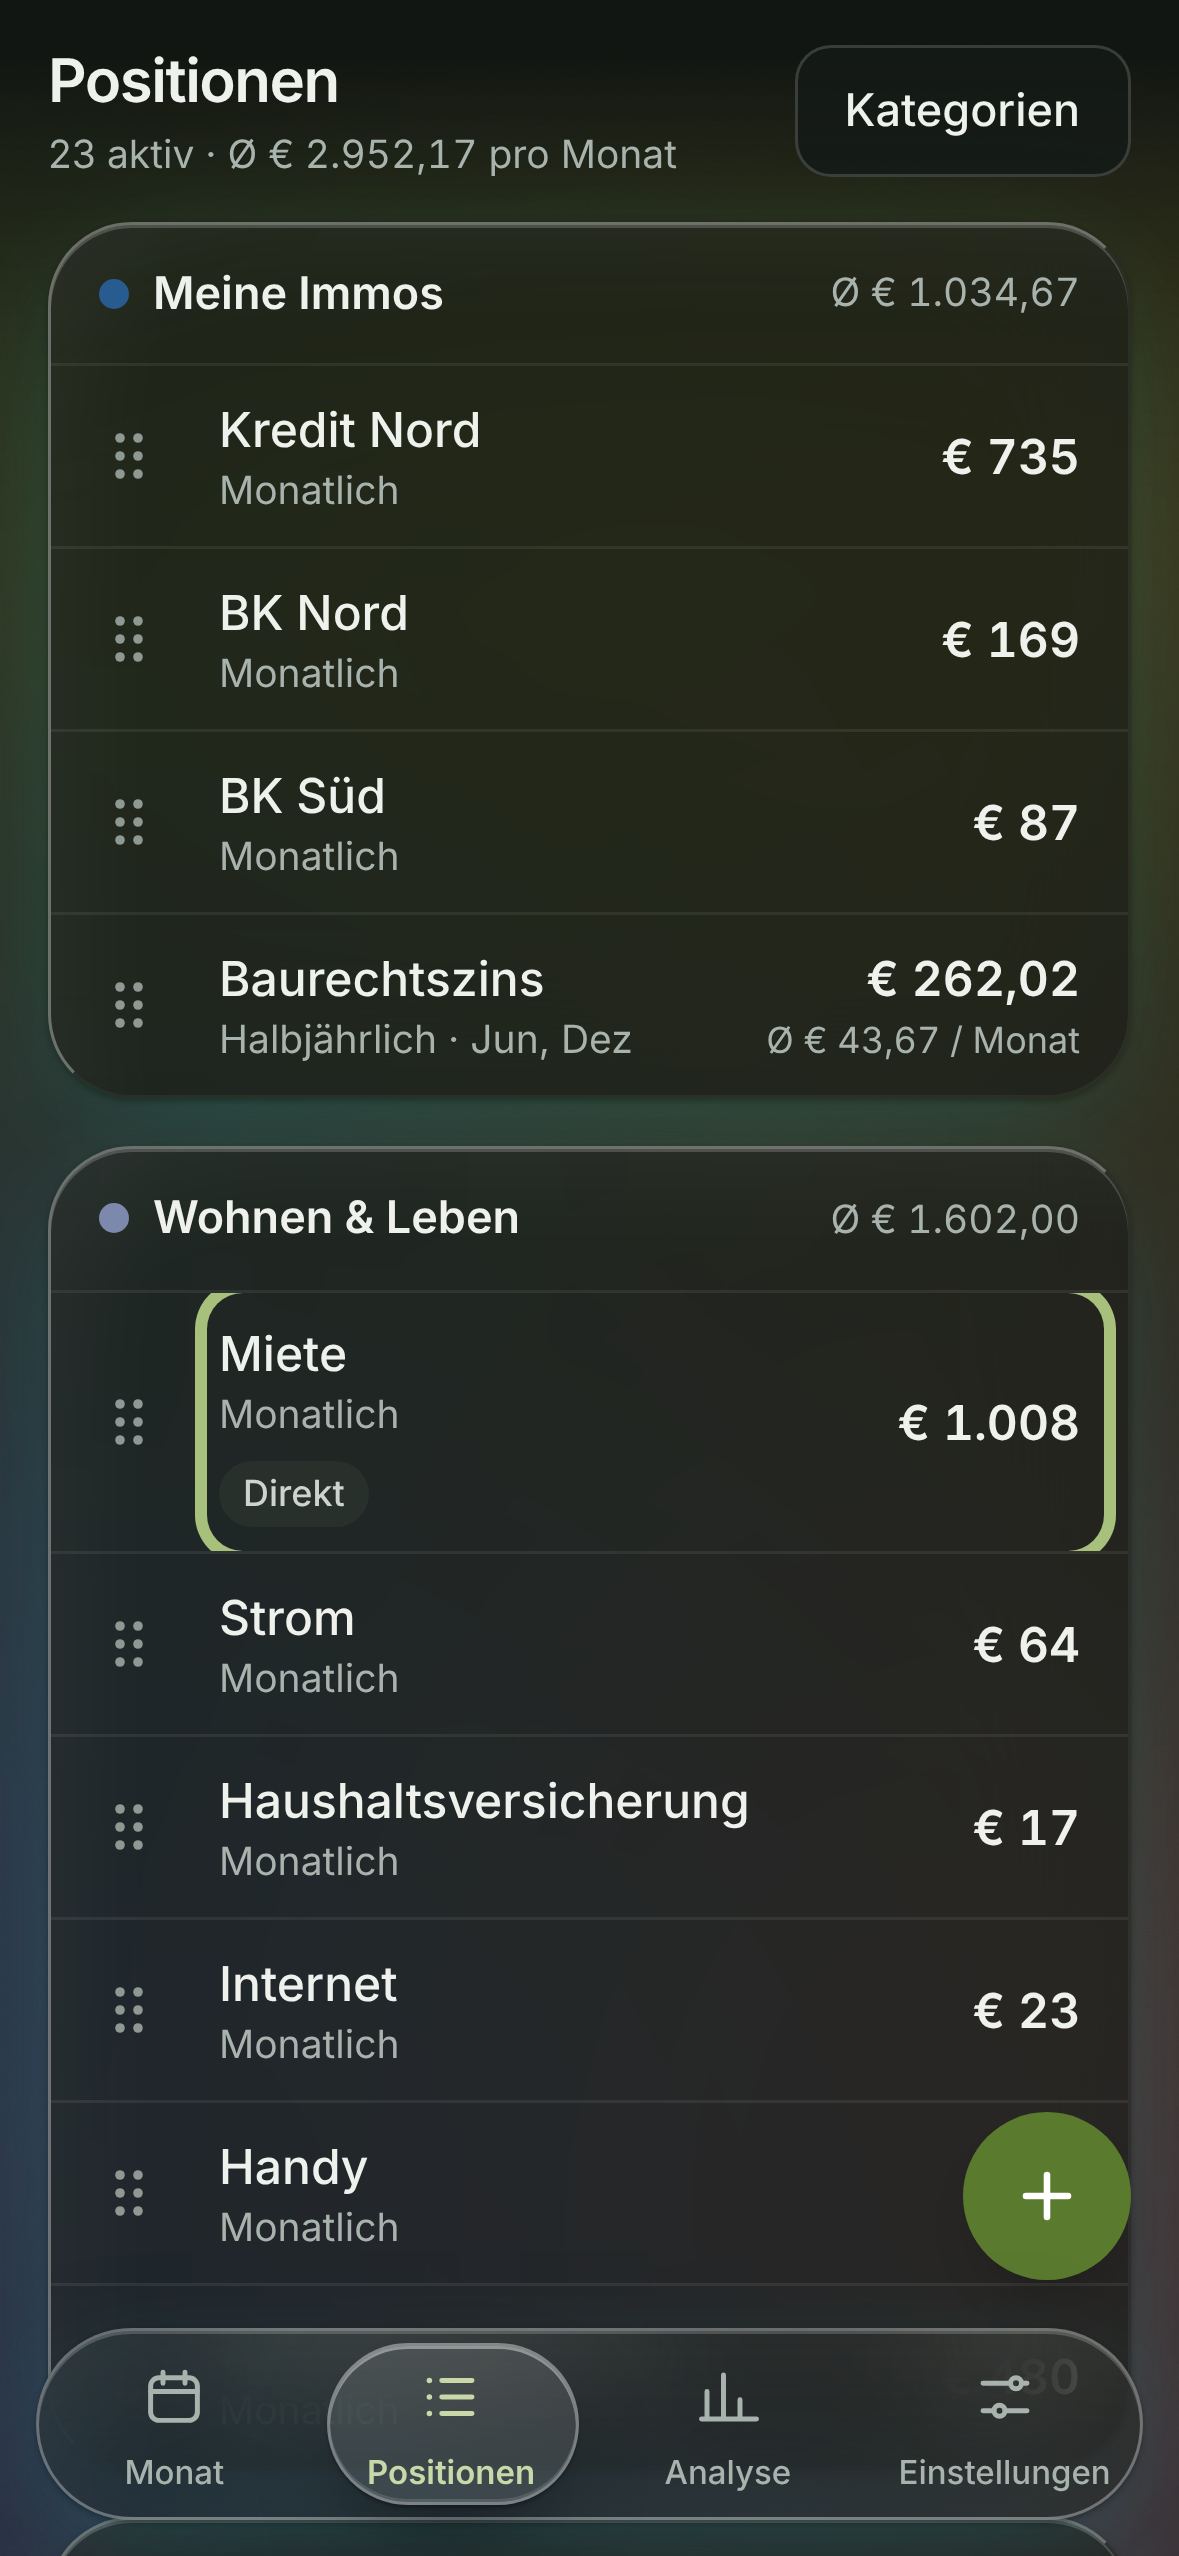 Positionen
Kategorien
23 aktiv · Ø € 2.952,17 pro Monat
Meine Immos Ø € 1.034,67
Kredit Nord
Monatlich
€ 735
BK Nord
Monatlich
€ 169
BK Süd
Monatlich
€ 87
Baurechtszins € 262,02
Halbjährlich · Jun, Dez Ø € 43,67 / Monat
Wohnen & Leben Ø € 1.602,00
Miete
Monatlich
€ 1.008
Direkt
Strom
Monatlich
€ 64
Haushaltsversicherung
Monatlich
€ 17
Internet
Monatlich
€ 23
Handy
Monatlich
Monatlich
Monat Positionen Analyse Einstellungen